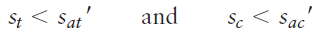 s_t < s_at′ and s_c < s_ac′